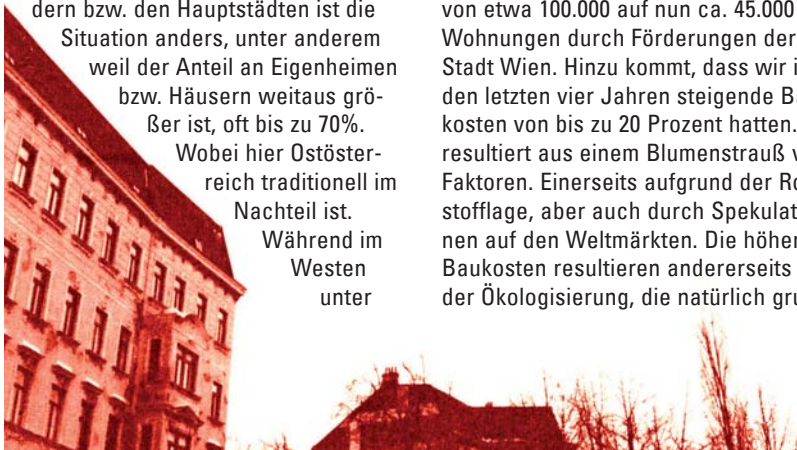 dern bzw. den Hauptstädten ist die
Situation anders, unter anderem
weil der Anteil an Eigenheimen
bzw. Häusern weitaus grö-
ßer ist, oft bis zu 70%.
Wobei hier Ostöster-
reich traditionell im
Nachteil ist.
Während im
Westen
unter
von etwa 100.000 auf nun ca. 45.000
Wohnungen durch Förderungen der
Stadt Wien. Hinzu kommt, dass wir
den letzten vier Jahren steigende
kosten von bis zu 20 Prozent hatten.
resultiert aus einem Blumenstrauß
Faktoren. Einerseits aufgrund der
stofflage, aber auch durch
nen auf den Weltmärkten. Die
Baukosten resultieren andererseits
der Ökologisierung, die natürlich